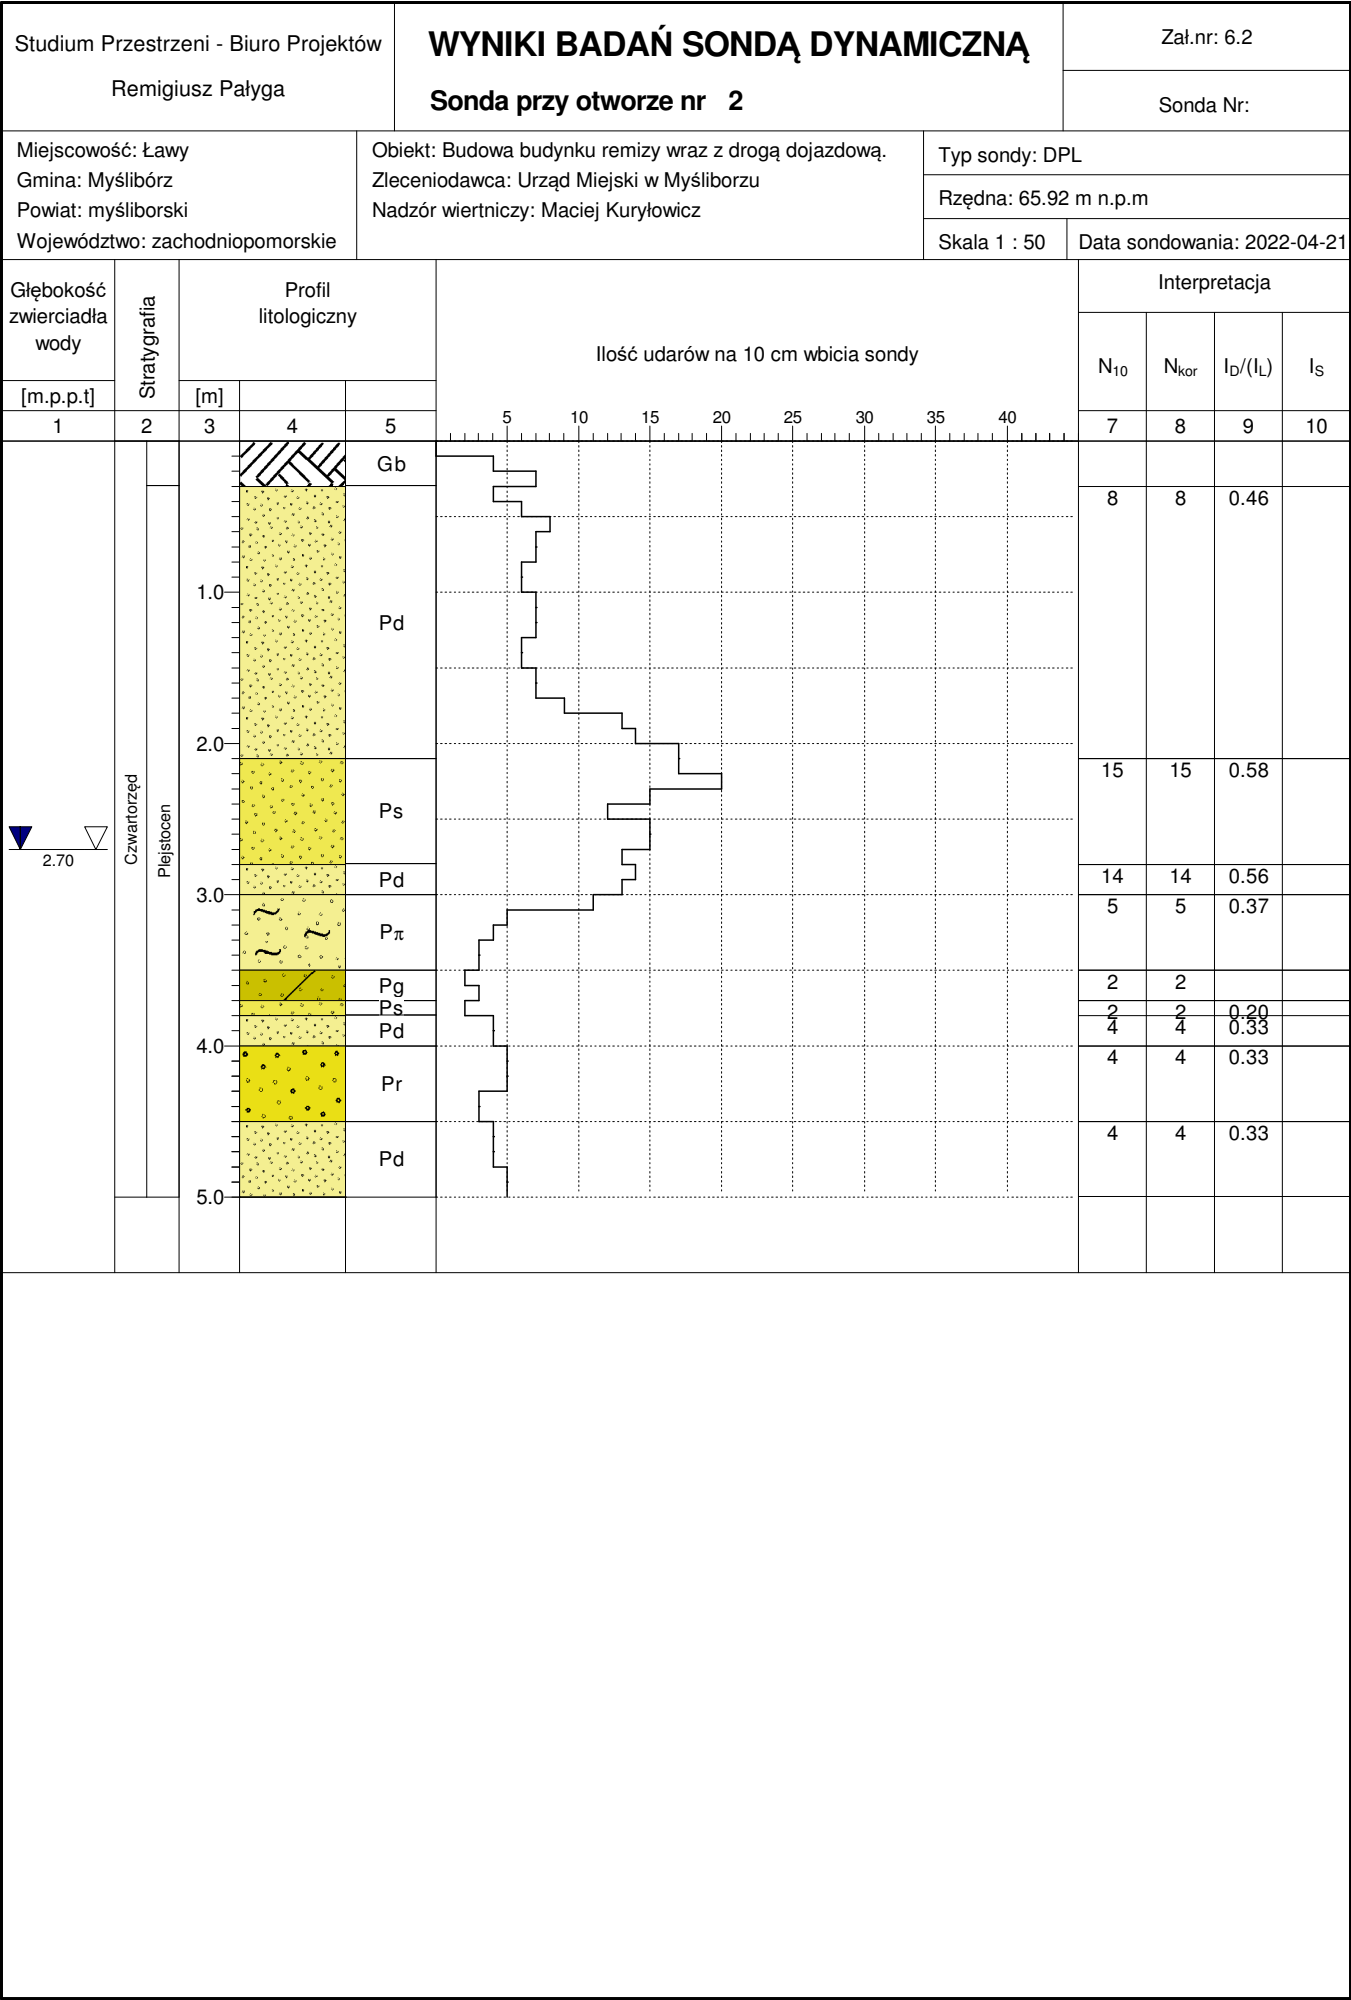 Studium Przestrzeni - Biuro Projektów
Remigiusz Pałyga
WYNIKI BADAŃ SONDĄ DYNAMICZNĄ
Sonda przy otworze nr 2
Zał.nr: 6.2
Sonda Nr:
Miejscowość: Ławy
Gmina: Myślibórz
Powiat: myśliborski
Województwo: zachodniopomorskie
Obiekt: Budowa budynku remizy wraz z drogą dojazdową.
Zleceniodawca: Urząd Miejski w Myśliborzu
Nadzór wiertniczy: Maciej Kuryłowicz
Typ sondy: DPL
Rzędna: 65.92 m n.p.m
Skala 1 : 50
Data sondowania: 2022-04-21
Głębokość
zwierciadła
wody
[m.p.p.t]
Stratygrafia
Profil
litologiczny
[m]
Ilość udarów na 10 cm wbicia sondy
Interpretacja
N10 Nkor ID/(IL) IS
5 10 15 20 25 30 35 40
1 2 3 4 5 7 8 9 10
Gb
8 8 0.46
1.0
Pd
2.0
15 15 0.58
Ps
2.70
Czwartorzęd
Plejstocen
Pd
14 14 0.56
3.0
5 5 0.37
Pπ
Pg
2 2
Ps
2 2 0.20
Pd
4 4 0.33
4.0
4 4 0.33
Pr
4 4 0.33
Pd
5.0